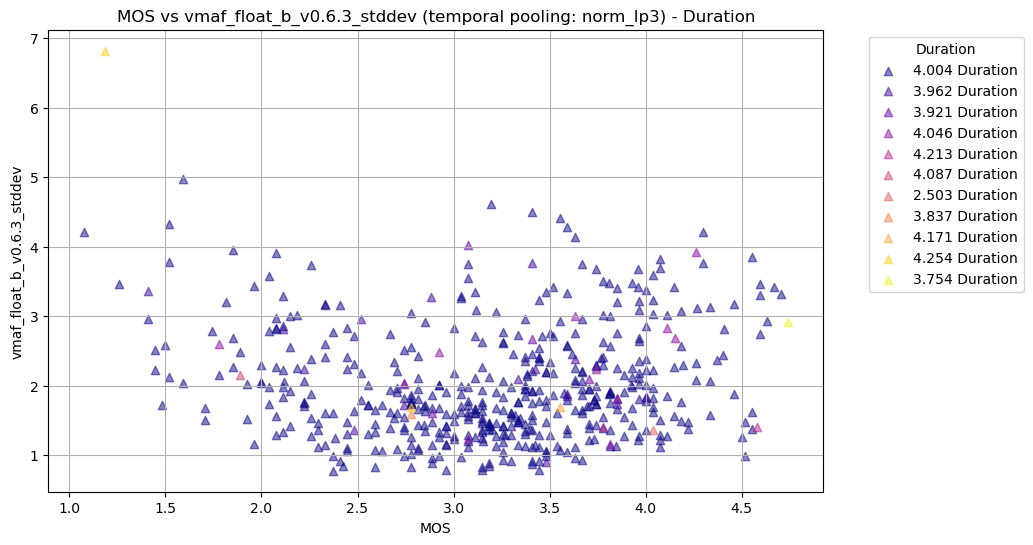 MOS vs vmaf_float_b_v0.6.3_stddev (temporal pooling: norm_lp3) - Duration
vmaf_float_b_v0.6.3_stddev
7
6
5
4
3
2
1
1.0 1.5 2.0 2.5 3.0 3.5 4.0 4.5
MOS
Duration
4.004 Duration
3.962 Duration
3.921 Duration
4.046 Duration
4.213 Duration
4.087 Duration
2.503 Duration
3.837 Duration
4.171 Duration
4.254 Duration
3.754 Duration